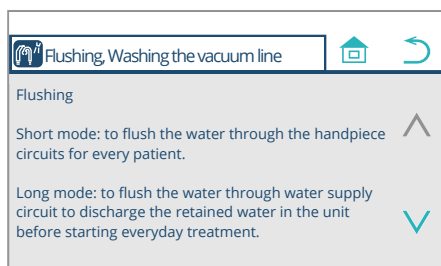 Flushing, Washing the vacuum line
Flushing
Short mode: to flush the water through the handpiece
circuits for every patient.
Long mode: to flush the water through water supply
circuit to discharge the retained water in the unit
before starting everyday treatment.